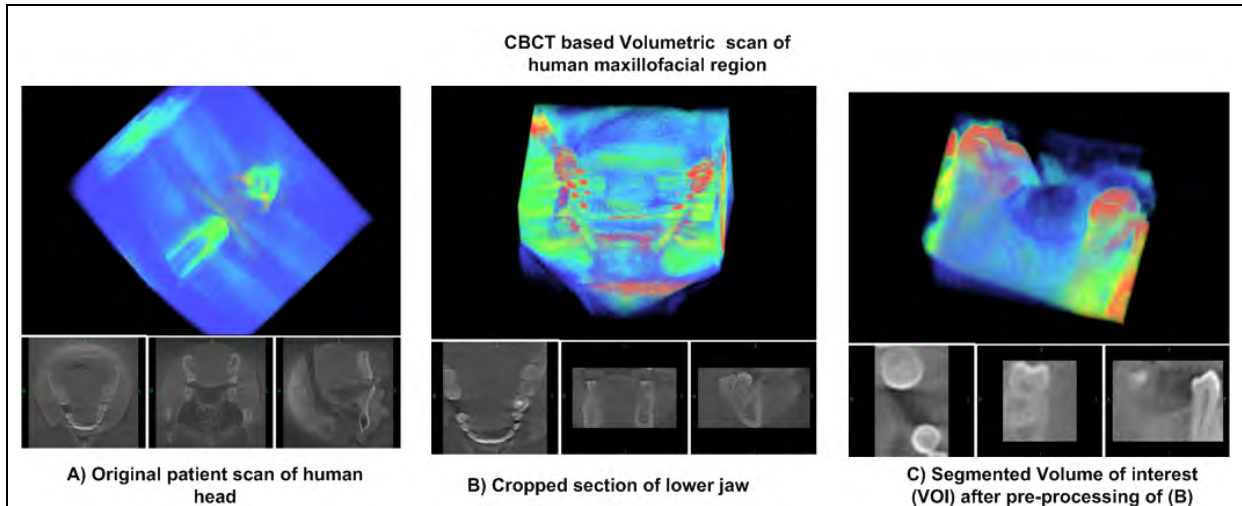 CBCT based Volumetric scan of
human maxillofacial region
A) Original patient scan of human
head
B) Cropped section of lower jaw
C) Segmented Volume of interest
(VOI) after pre-processing of (B)